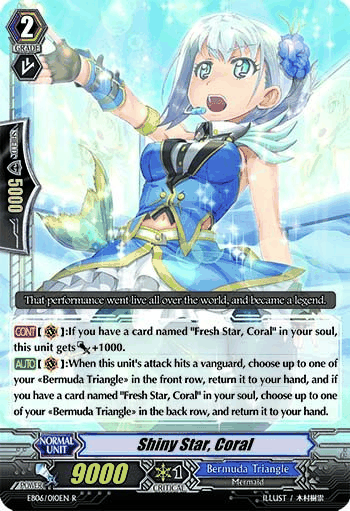 2
GRADE
SHIELD
5000
That performance went live all over the world, and became a legend.
CONT[ ]:If you have a card named "Fresh Star, Coral" in your soul,
this unit gets +1000.
AUTO[ ]:When this unit's attack hits a vanguard, choose up to one of
your «Bermuda Triangle» in the front row, return it to your hand, and if
you have a card named "Fresh Star, Coral" in your soul, choose up to one
of your «Bermuda Triangle» in the back row, and return it to your hand.
NORMAL
UNIT
Shiny Star, Coral
POWER
9000
1
CRITICAL
Bermuda Triangle
Mermaid
EB06/010EN R
ILLUST / 木村樹崇